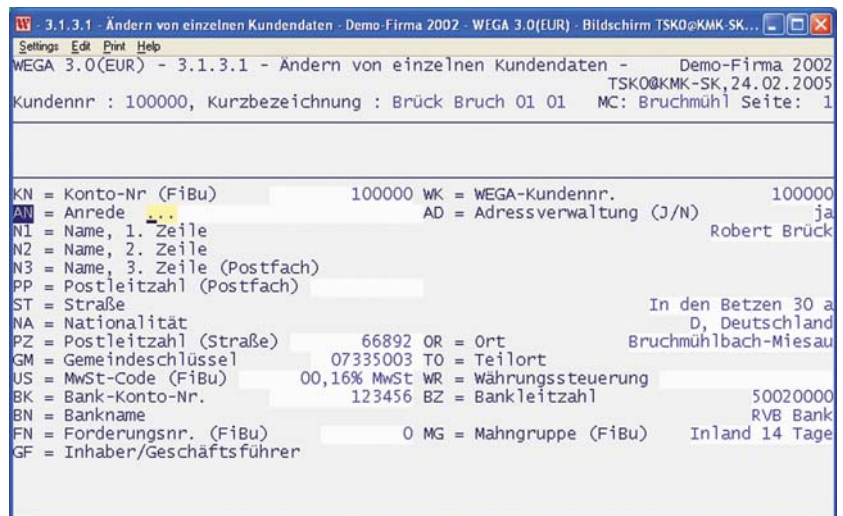 W - 3.1.3.1 - Ändern von einzelnen Kundendaten - Demo-Firma 2002 - WEGA 3.0(EUR) - Bildschirm TSK0@KMK-SK...
Settings Edit Print Help
WEGA 3.0(EUR) - 3.1.3.1 - Ändern von einzelnen Kundendaten - Demo-Firma 2002
TSKO@KMK-SK,24.02.2005
Kundennr : 100000, Kurzbezeichnung : Brück Bruch 01 01 MC: Bruchmühl Seite: 1
KN = Konto-Nr (FiBu) 100000 WK = WEGA-Kundennr. 100000
AN = Anrede ... AD = Adressverwaltung (J/N) ja
N1 = Name, 1. Zeile Robert Brück
N2 = Name, 2. Zeile
N3 = Name, 3. Zeile (Postfach)
PP = Postleitzahl (Postfach)
ST = Straße In den Betzen 30 a
NA = Nationalität D, Deutschland
PZ = Postleitzahl (Straße) 66892 OR = Ort Bruchmühlbach-Miesau
GM = Gemeindeschlüssel 07335003 TO = Teilort
US = MwSt-Code (FiBu) 00,16% MwSt WR = Währungssteuerung
BK = Bank-Konto-Nr. 123456 BZ = Bankleitzahl 50020000
BN = Bankname RVB Bank
FN = Forderungsnr. (FiBu) 0 MG = Mahngruppe (FiBu) Inland 14 Tage
GF = Inhaber/Geschäftsführer